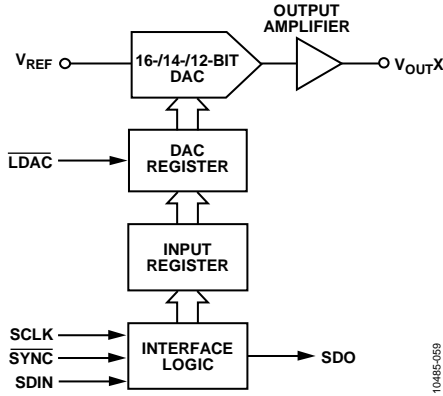 OUTPUT
AMPLIFIER
VREF
16-/14-/12-BIT
DAC
VOUTX
LDAC
DAC
REGISTER
INPUT
REGISTER
SCLK
SYNC
SDIN
INTERFACE
LOGIC
SDO
10485-059